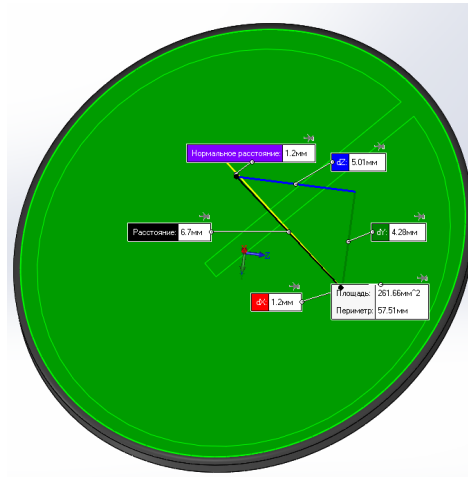 Нормальное расстояние: 1.2мм
dZ: 5.01мм
Расстояние: 6.7мм
dY: 4.28мм
dX: 1.2мм
Площадь: 261.66мм^2
Периметр: 57.51мм